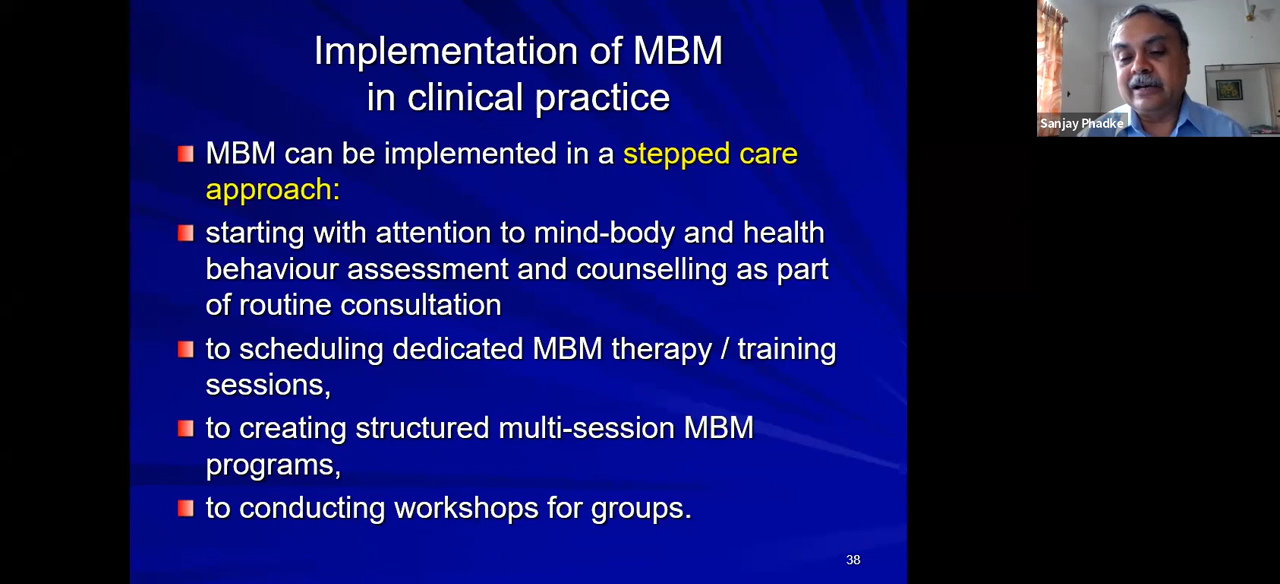 Implementation of MBM
in clinical practice
MBM can be implemented in a stepped care
approach:
starting with attention to mind-body and health
behaviour assessment and counselling as part
of routine consultation
to scheduling dedicated MBM therapy / training
sessions,
to creating structured multi-session MBM
programs,
to conducting workshops for groups.
38
Sanjay Phadke